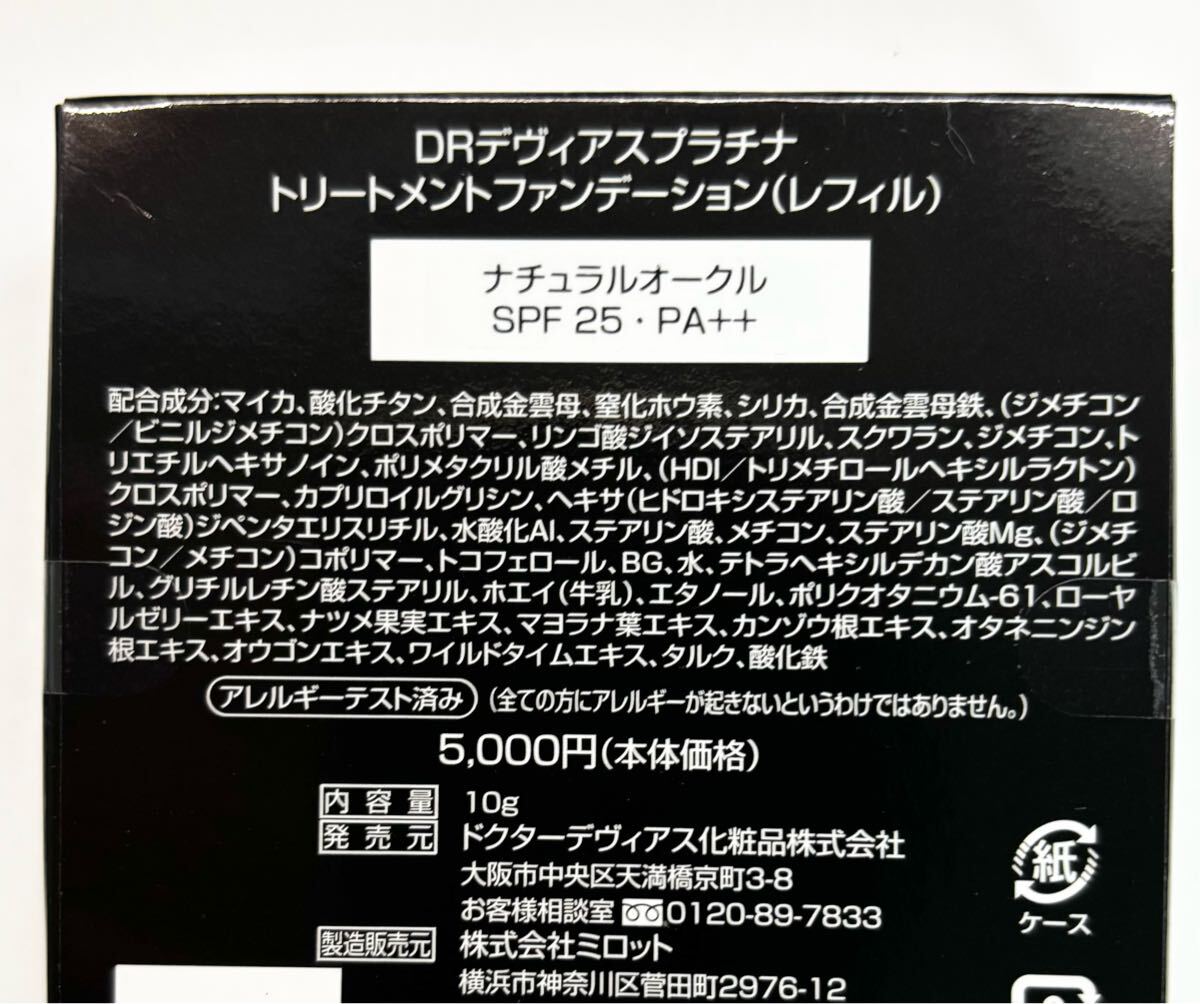 DRデヴィアスプラチナ
トリートメントファンデーション(レフィル)
ナチュラルオークル
SPF 25・PA++
配合成分:マイカ、酸化チタン、合成金雲母、窒化ホウ素、シリカ、合成金雲母鉄、(ジメチコン
/ビニルジメチコン)クロスポリマー、リンゴ酸ジイソステアリル、スクワラン、ジメチコン、ト
リエチルヘキサノイン、ポリメタクリル酸メチル、(HDI/トリメチロールヘキシルラクトン)
クロスポリマー、カプリロイルグリシン、ヘキサ(ヒドロキシステアリン酸/ステアリン酸/ロ
ジン酸)ジペンタエリスリチル、水酸化Al、ステアリン酸、メチコン、ステアリン酸Mg、(ジメチ
コン/メチコン)コポリマー、トコフェロール、BG、水、テトラヘキシルデカン酸アスコルビ
ル、グリチルレチン酸ステアリル、ホエイ(牛乳)、エタノール、ポリクオタニウム-61、ローヤ
ルゼリーエキス、ナツメ果実エキス、マヨラナ葉エキス、カンゾウ根エキス、オタネニンジン
根エキス、オウゴンエキス、ワイルドタイムエキス、タルク、酸化鉄
アレルギーテスト済み (全ての方にアレルギーが起きないというわけではありません。)
5,000円(本体価格)
内容量 10g
発売元 ドクターデヴィアス化粧品株式会社
大阪市中央区天満橋京町3-8
お客様相談室 0120-89-7833
製造販売元 株式会社ミロット
横浜市神奈川区菅田町2976-12
紙
ケース